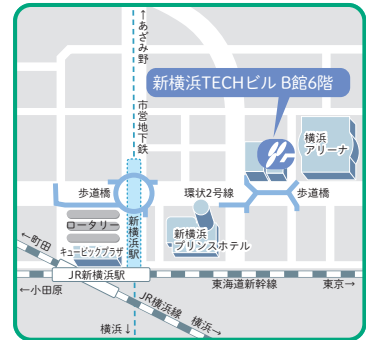 ←あざみ野
市営地下鉄
新横浜TECHビル B館6階
横浜
アリーナ
歩道橋
環状2号線
歩道橋
ロータリー
新横浜駅
新横浜
プリンスホテル
←町田
キュービックプラザ
JR新横浜駅
←小田原
東海道新幹線
東京→
JR横浜線
横浜→
横浜↓